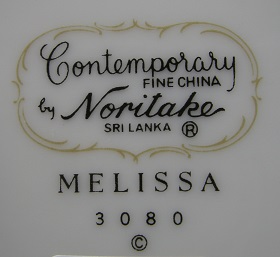 Contemporary
FINE CHINA
by Noritake
SRI LANKA ®
MELISSA
3080
©